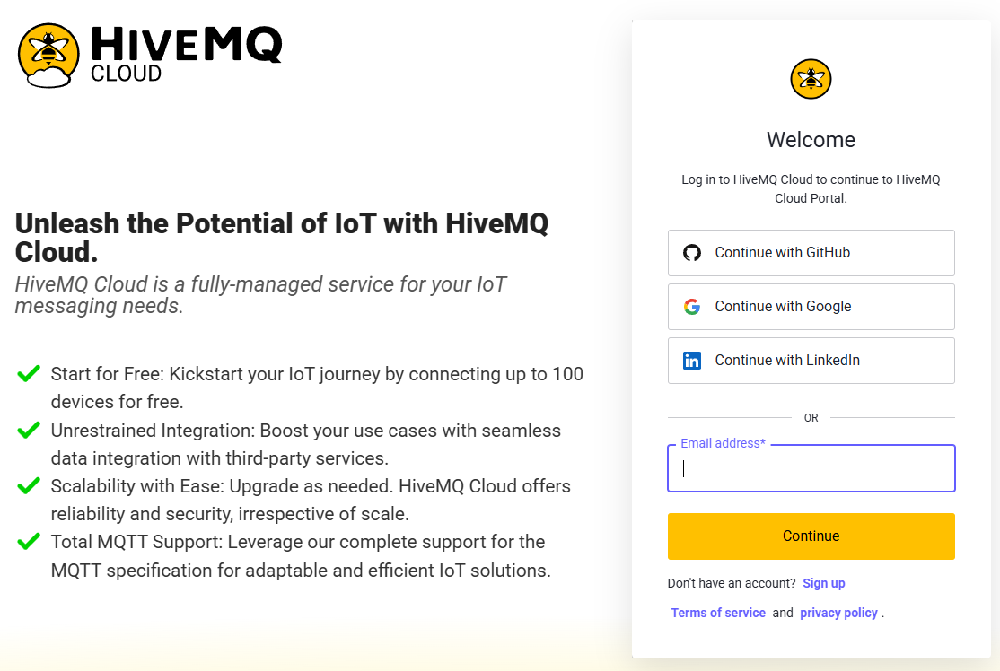 HIVEMQ
CLOUD
Unleash the Potential of IoT with HiveMQ
Cloud.
HiveMQ Cloud is a fully-managed service for your IoT
messaging needs.
Start for Free: Kickstart your IoT journey by connecting up to 100
devices for free.
Unrestrained Integration: Boost your use cases with seamless
data integration with third-party services.
Scalability with Ease: Upgrade as needed. HiveMQ Cloud offers
reliability and security, irrespective of scale.
Total MQTT Support: Leverage our complete support for the
MQTT specification for adaptable and efficient IoT solutions.
Welcome
Log in to HiveMQ Cloud to continue to HiveMQ
Cloud Portal.
Continue with GitHub
Continue with Google
Continue with LinkedIn
OR
Email address*
Continue
Don't have an account? Sign up
Terms of service and privacy policy .